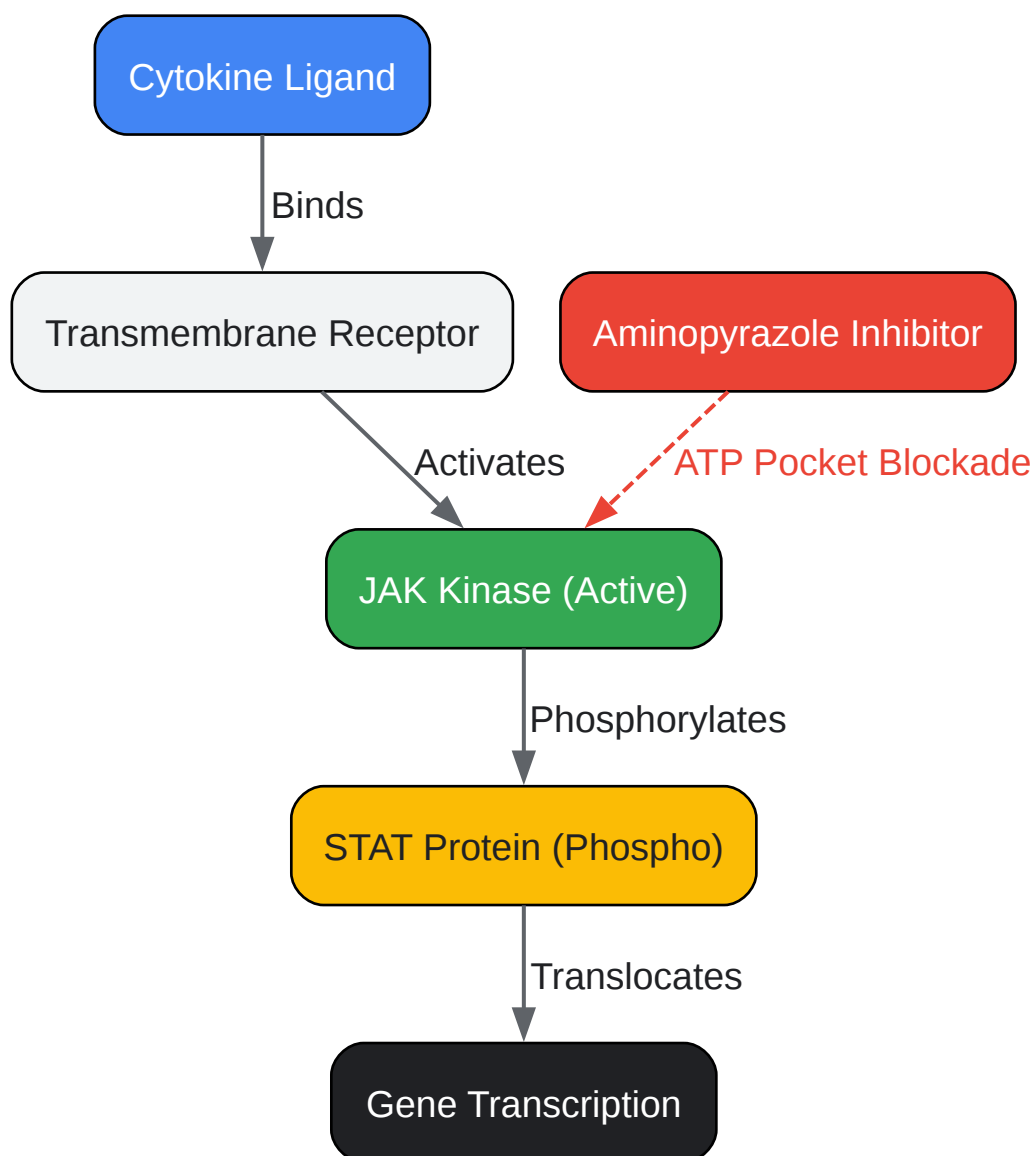 Cytokine Ligand
Binds
Transmembrane Receptor
Aminopyrazole Inhibitor
Activates
ATP Pocket Blockade
JAK Kinase (Active)
Phosphorylates
STAT Protein (Phospho)
Translocates
Gene Transcription